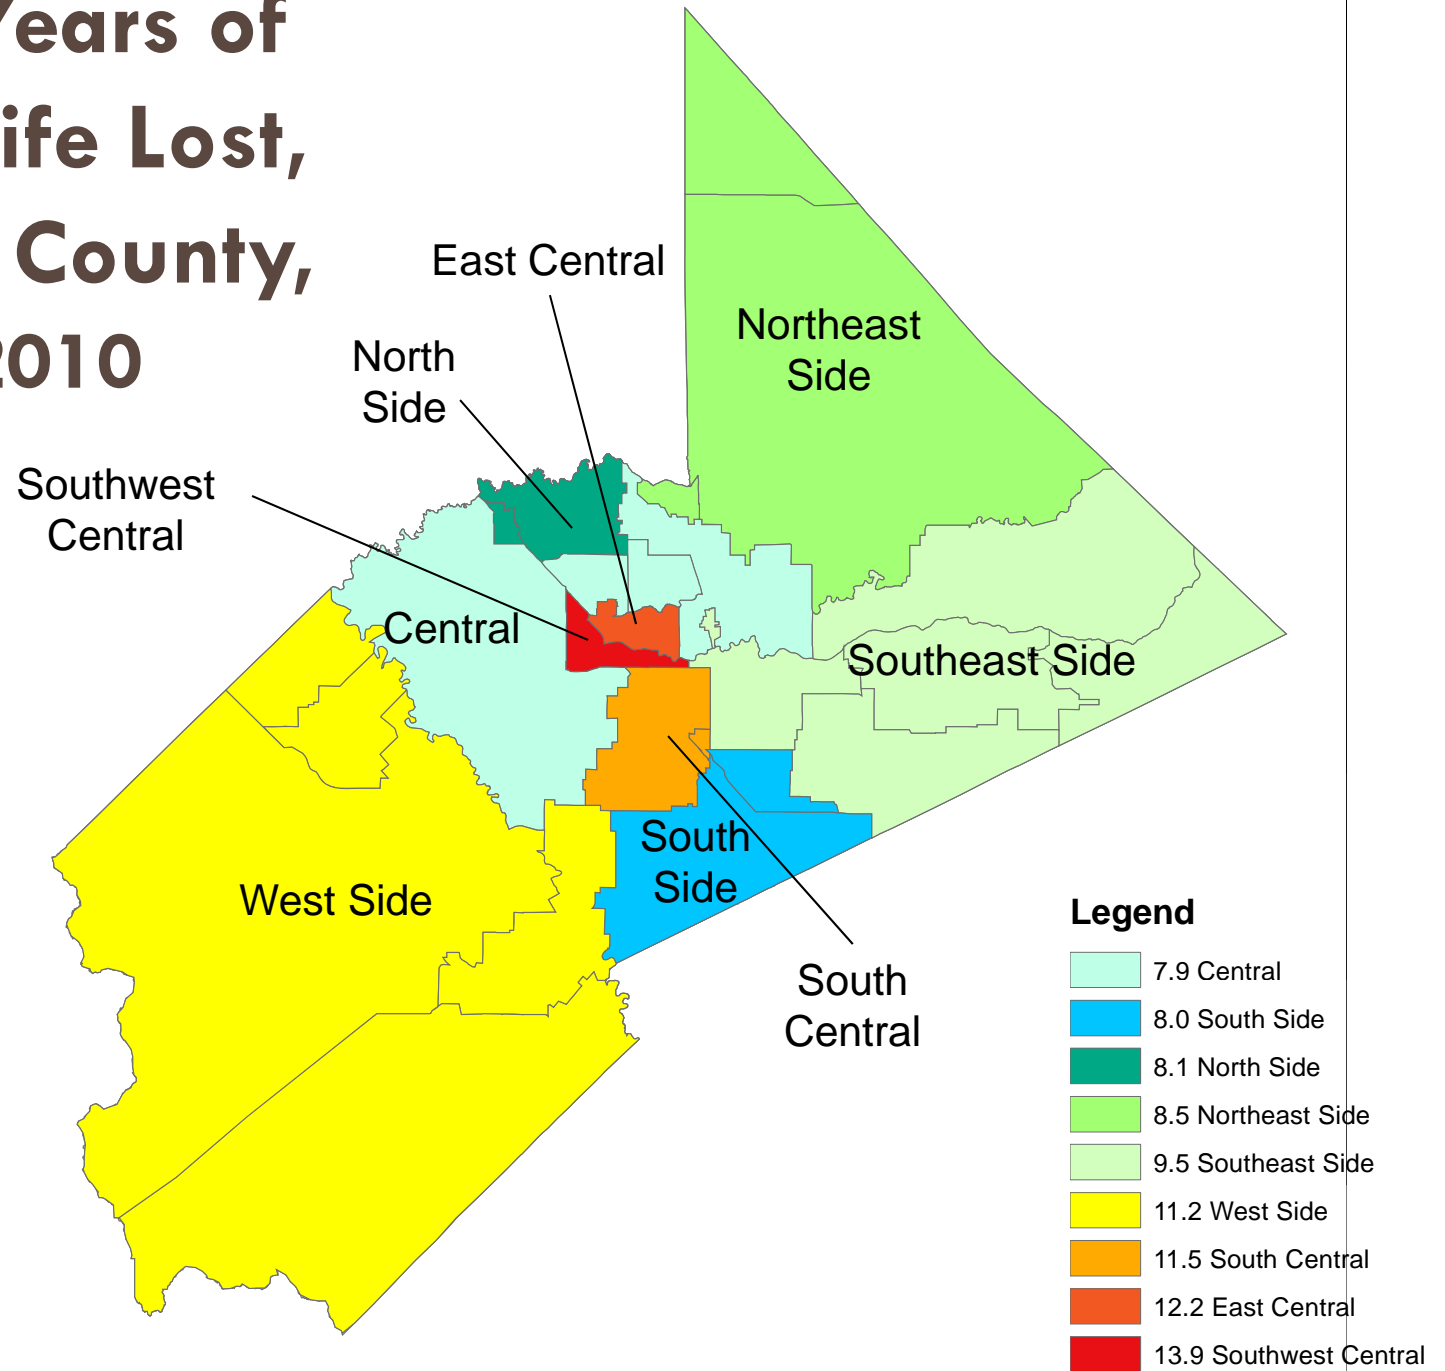 Years of
ife Lost,
County,
2010
East Central
Northeast
Side
North
Side
Southwest
Central
Central
Southeast Side
South
Side
West Side
South
Central
Legend
7.9 Central
8.0 South Side
8.1 North Side
8.5 Northeast Side
9.5 Southeast Side
11.2 West Side
11.5 South Central
12.2 East Central
13.9 Southwest Central